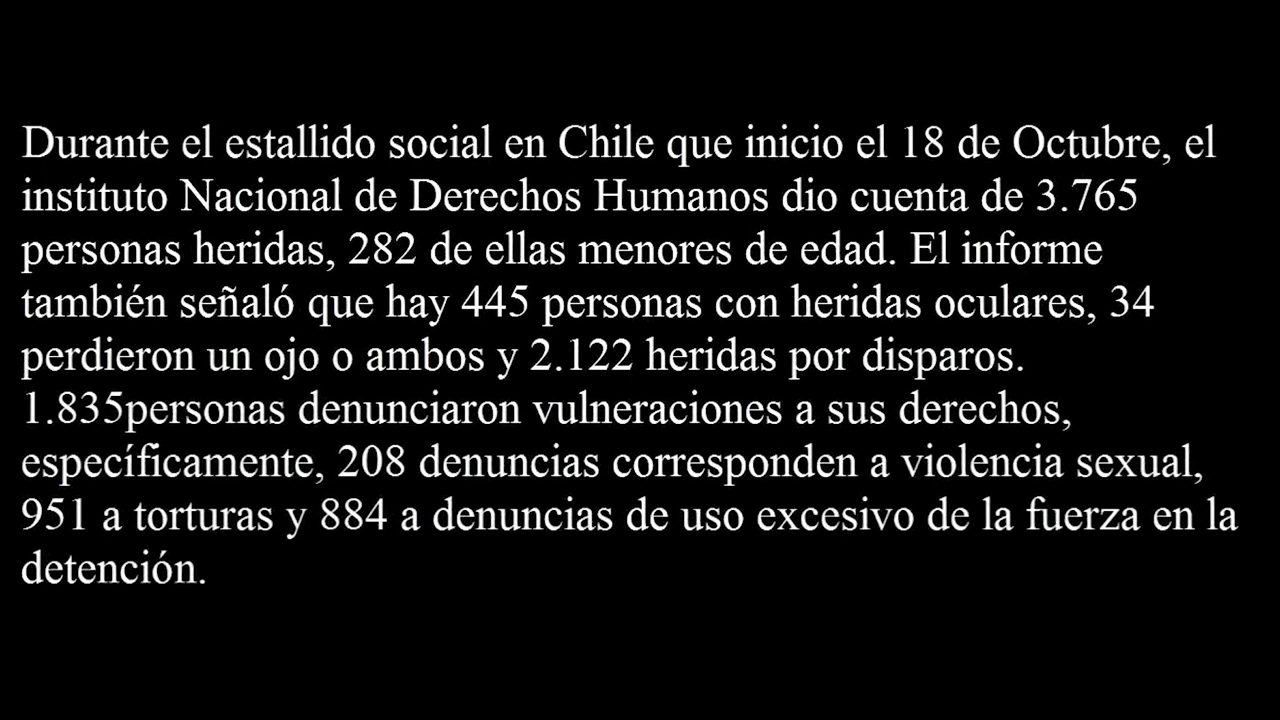 Durante el estallido social en Chile que inicio el 18 de Octubre, el
instituto Nacional de Derechos Humanos dio cuenta de 3.765
personas heridas, 282 de ellas menores de edad. El informe
también señaló que hay 445 personas con heridas oculares, 34
perdieron un ojo o ambos y 2.122 heridas por disparos.
1.835personas denunciaron vulneraciones a sus derechos,
específicamente, 208 denuncias corresponden a violencia sexual,
951 a torturas y 884 a denuncias de uso excesivo de la fuerza en la
detención.